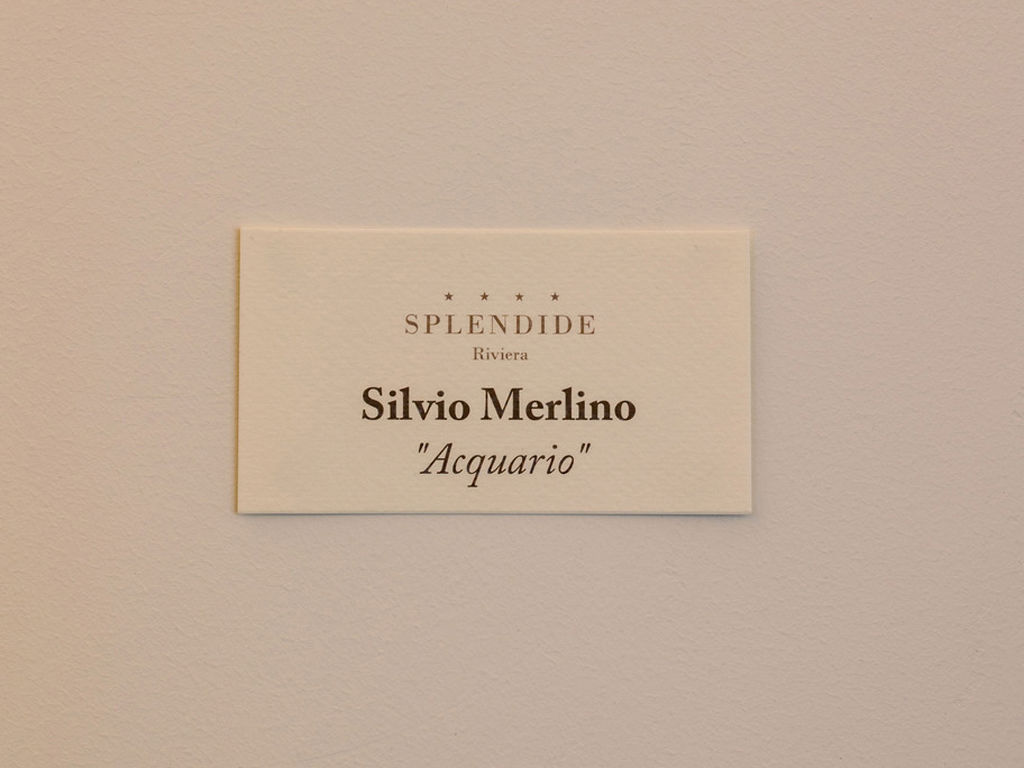 ★ ★ ★ ★
SPLENDIDE
Riviera
Silvio Merlino
"Acquario"